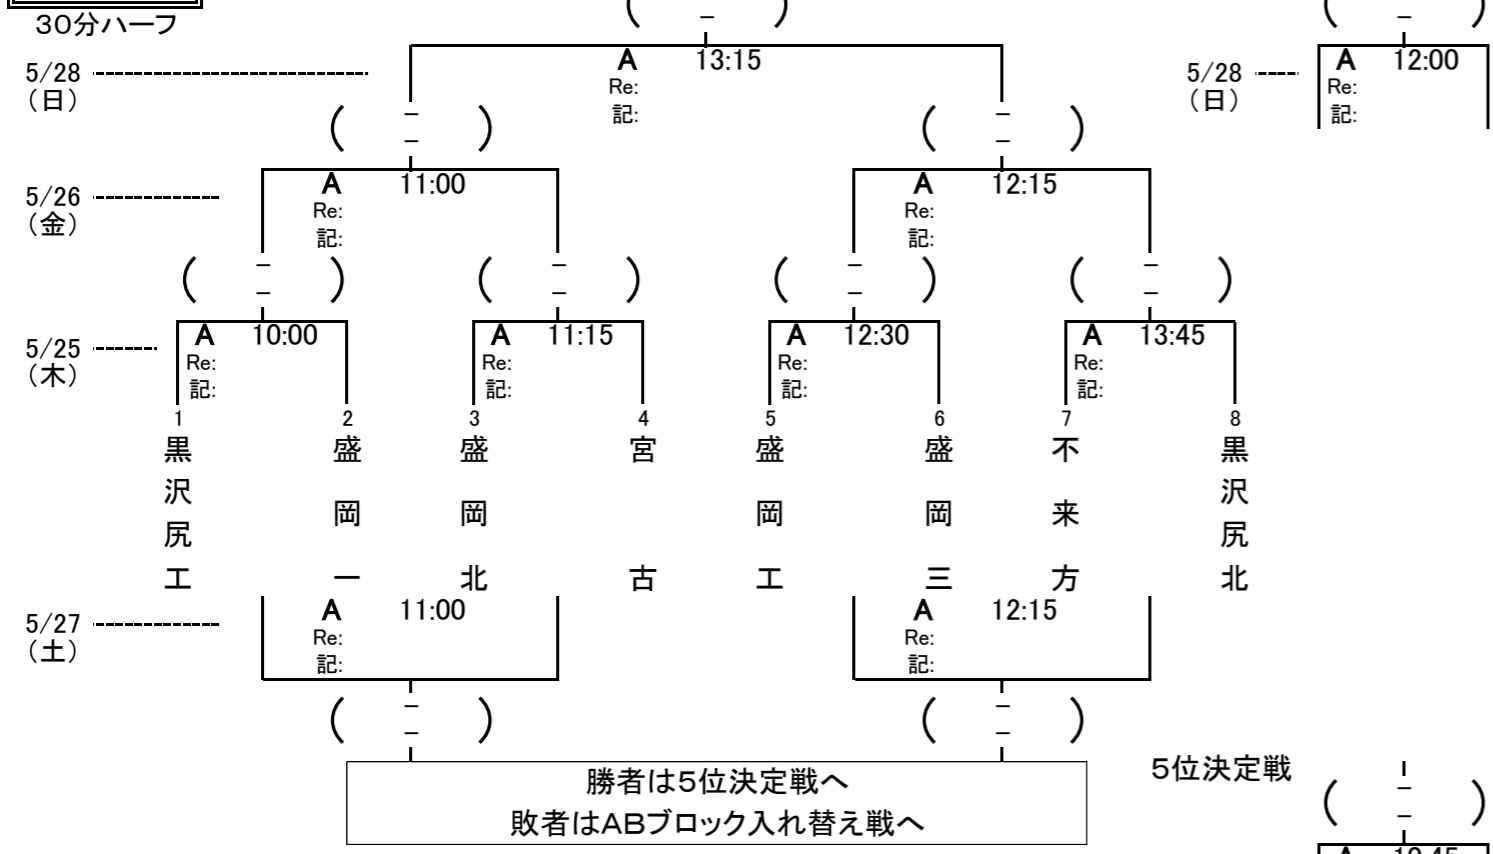 30分ハーフ
( – )
( – )
5/28
(日)
A 13:15
Re:
記:
5/28
(日)
A 12:00
Re:
記:
( – – )
( – – )
5/26
(金)
A 11:00
Re:
記:
A 12:15
Re:
記:
( – – )
( – – )
( – – )
( – – )
5/25
(木)
A 10:00
Re:
記:
A 11:15
Re:
記:
A 12:30
Re:
記:
A 13:45
Re:
記:
1
黒沢尻工
2
盛岡一
3
盛岡北
4
宮古
5
盛岡工
6
盛岡三
7
不来方
8
黒沢尻北
5/27
(土)
A 11:00
Re:
記:
A 12:15
Re:
記:
( – – )
( – – )
勝者は5位決定戦へ
敗者はABブロック入れ替え戦へ
5位決定戦
( – – )